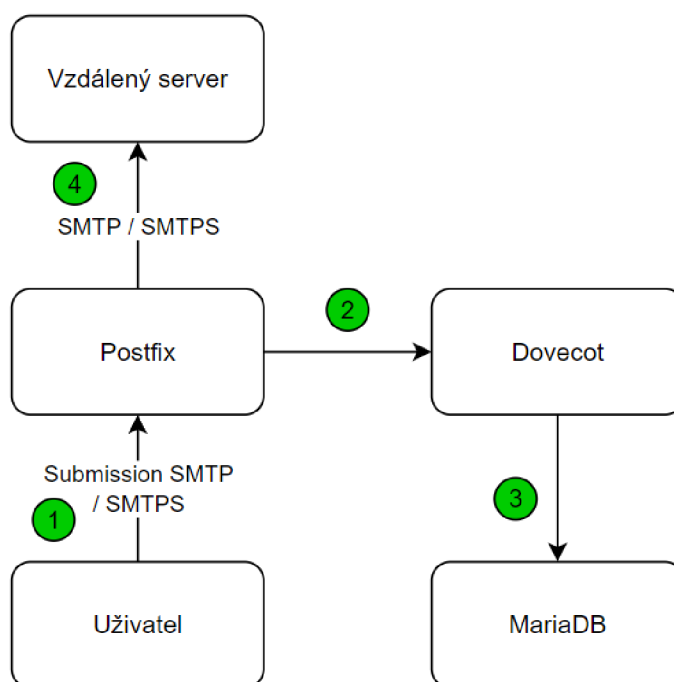 Vzdálený server
4
SMTP / SMTPS
2
Postfix
Dovecot
Submission SMTP
/ SMTPS
1
3
Uživatel
MariaDB